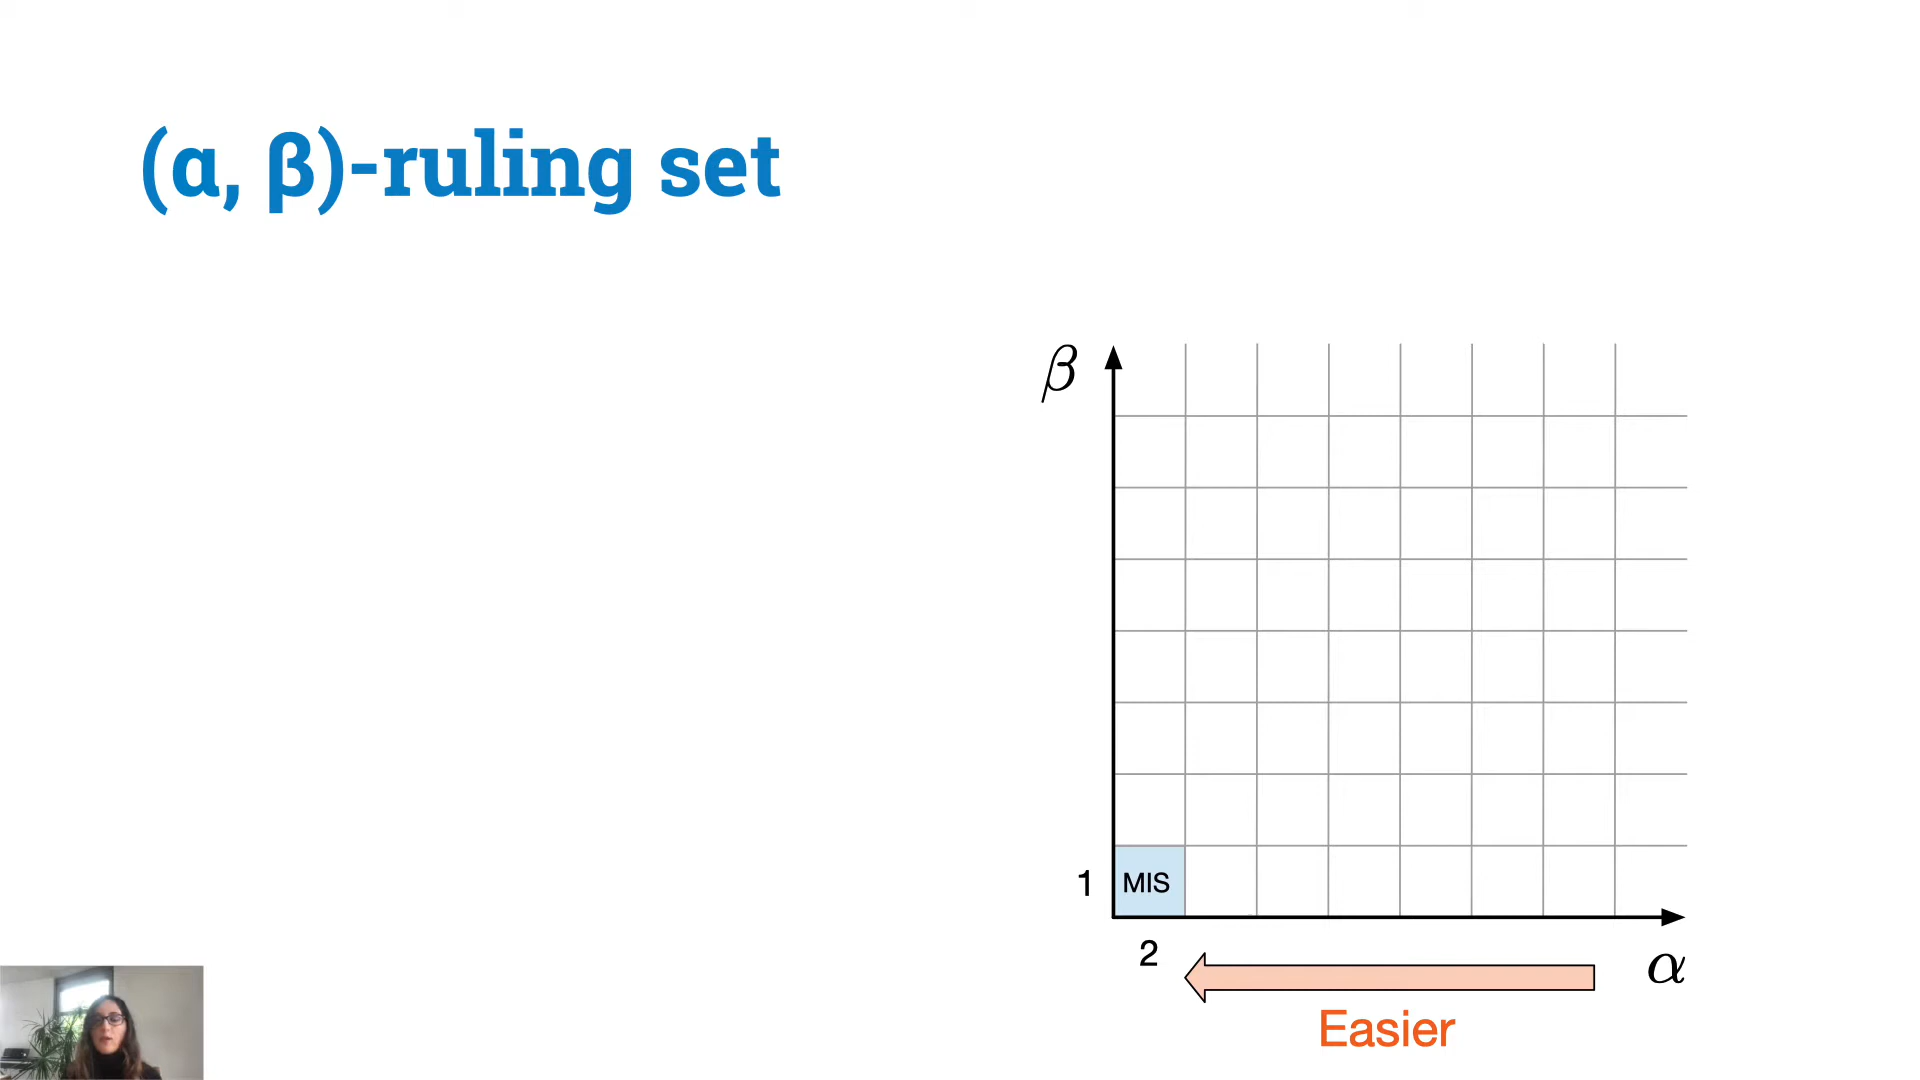 (α, β)-ruling set
β
1
MIS
2
α
Easier